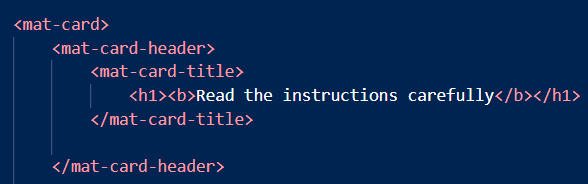 <mat-card>
<mat-card-header>
<mat-card-title>
<h1><b>Read the instructions carefully</b></h1>
</mat-card-title>
</mat-card-header>